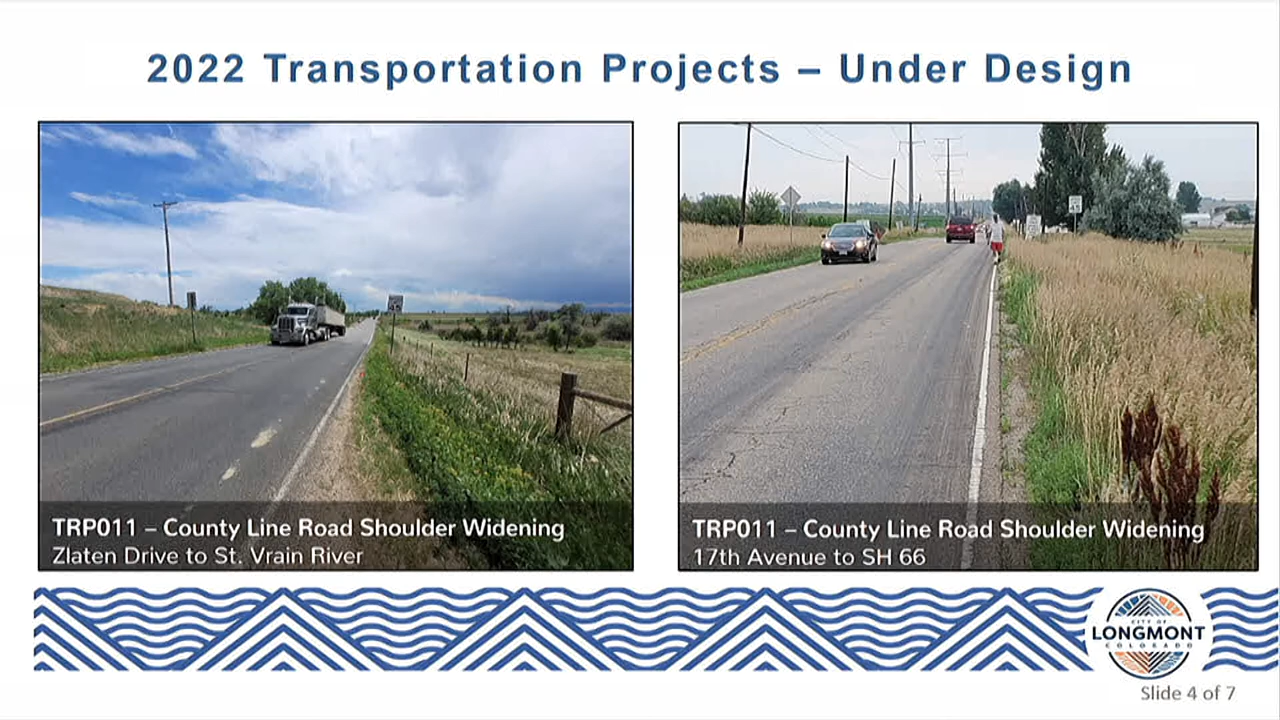 2022 Transportation Projects – Under Design
TRP011 – County Line Road Shoulder Widening
Zlaten Drive to St. Vrain River
TRP011 – County Line Road Shoulder Widening
17th Avenue to SH 66
CITY OF
LONGMONT
COLORADO
Slide 4 of 7